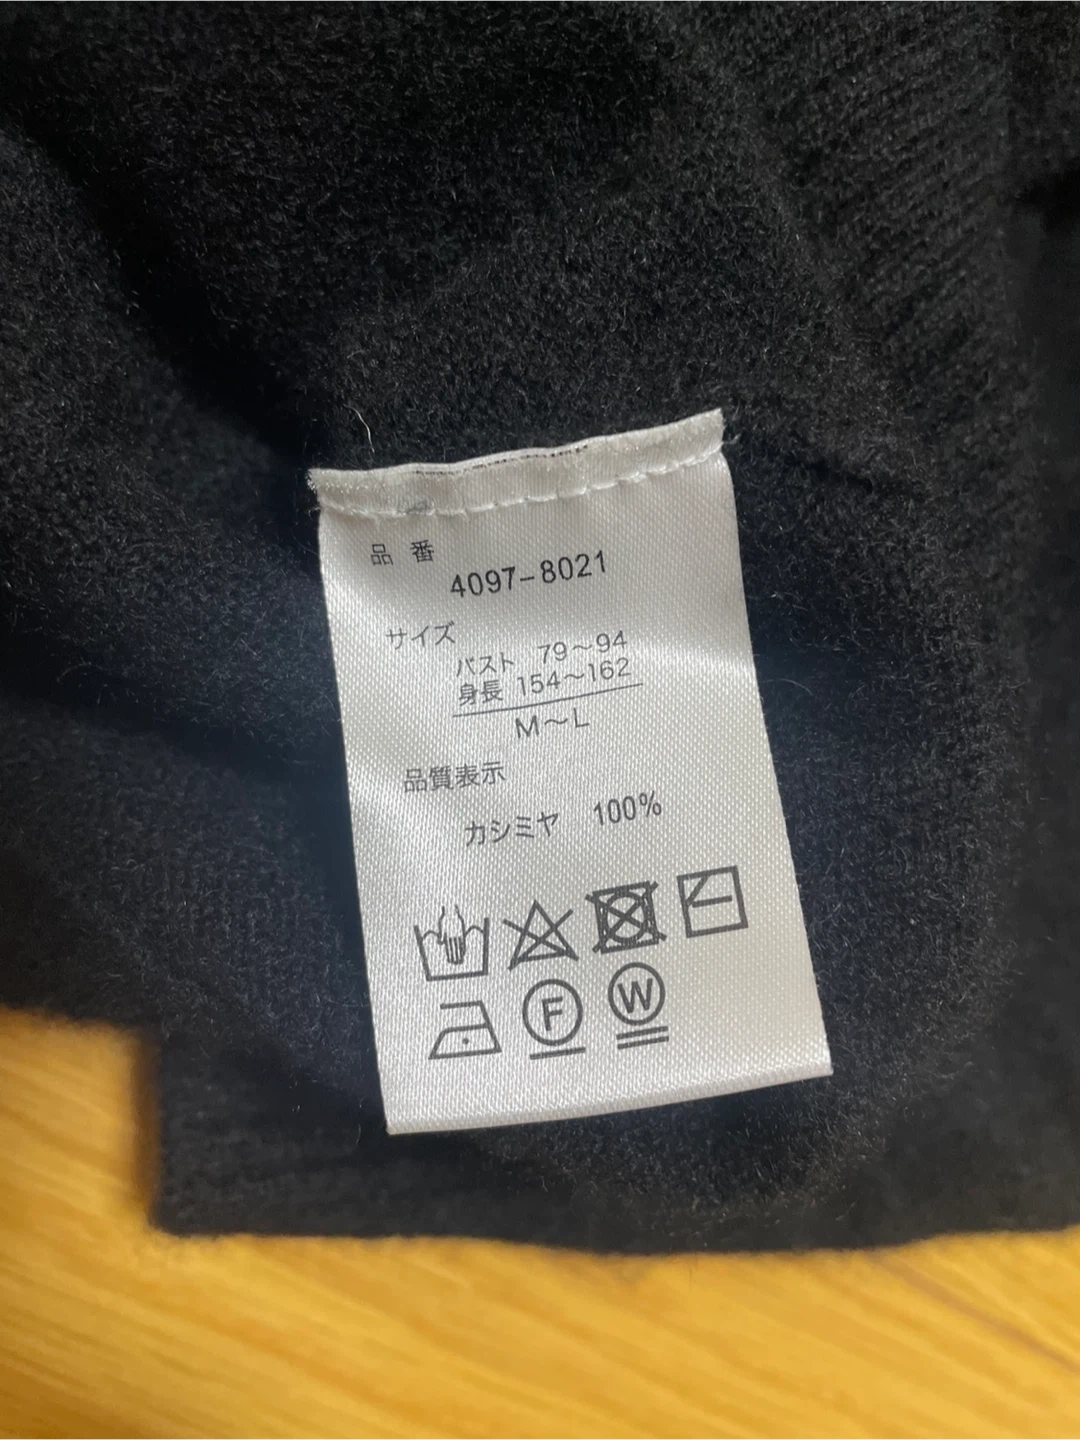 品 番
4097-8021
サイズ
バスト 79～94
身長 154～162
M～L
品質表示
カシミヤ 100%
F
W